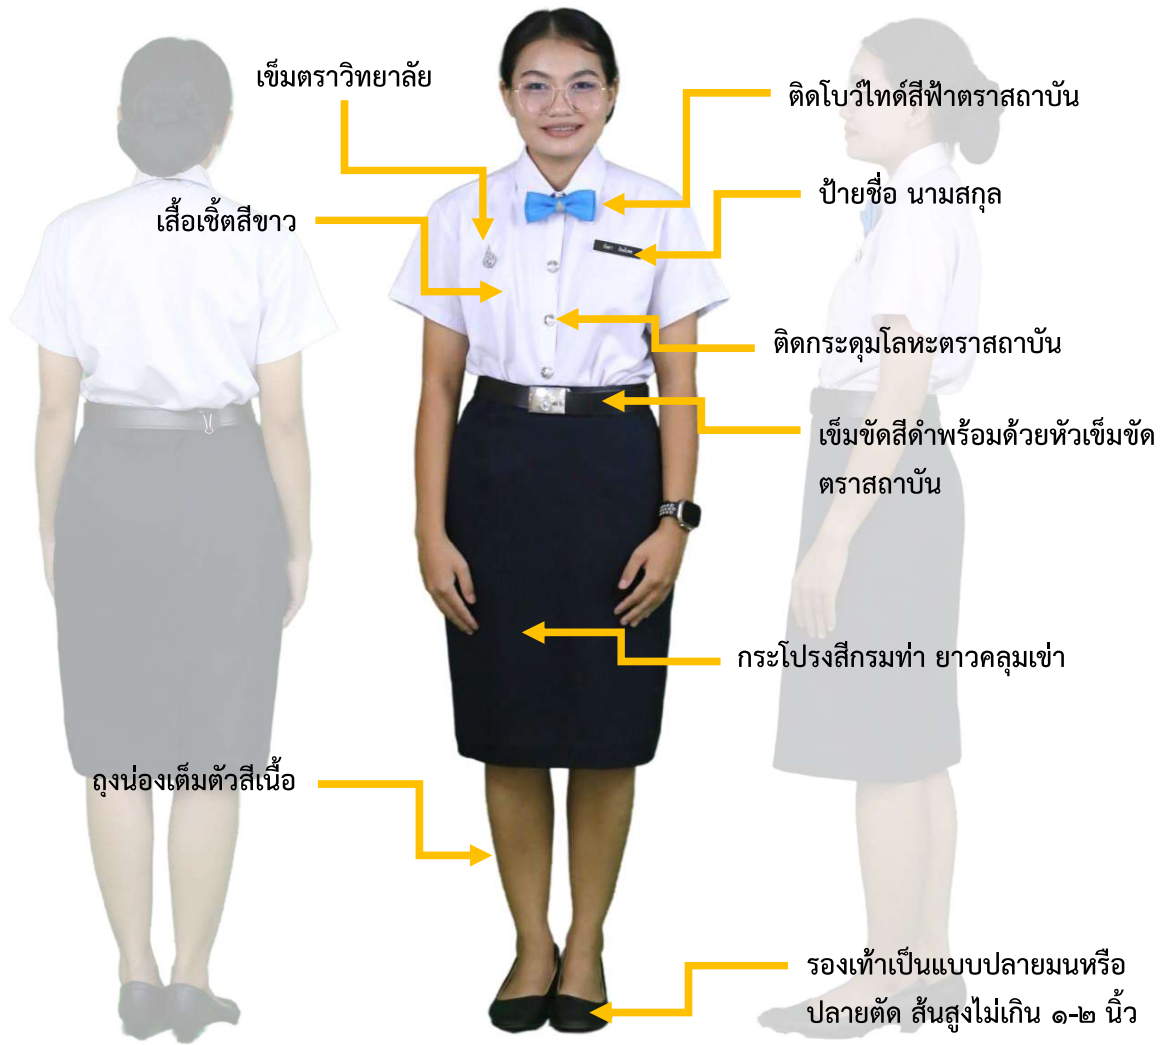 เข็มตราวิทยาลัย
ติดโบว์ไทด์สีฟ้าตราสถาบัน
ป้ายชื่อ นามสกุล
เสื้อเชิ้ตสีขาว
ติดกระดุมโลหะตราสถาบัน
เข็มขัดสีดำพร้อมด้วยหัวเข็มขัด
ตราสถาบัน
กระโปรงสีกรมท่า ยาวคลุมเข่า
ถุงน่องเต็มตัวสีเนื้อ
รองเท้าเป็นแบบปลายมนหรือ
ปลายตัด ส้นสูงไม่เกิน ๑-๒ นิ้ว